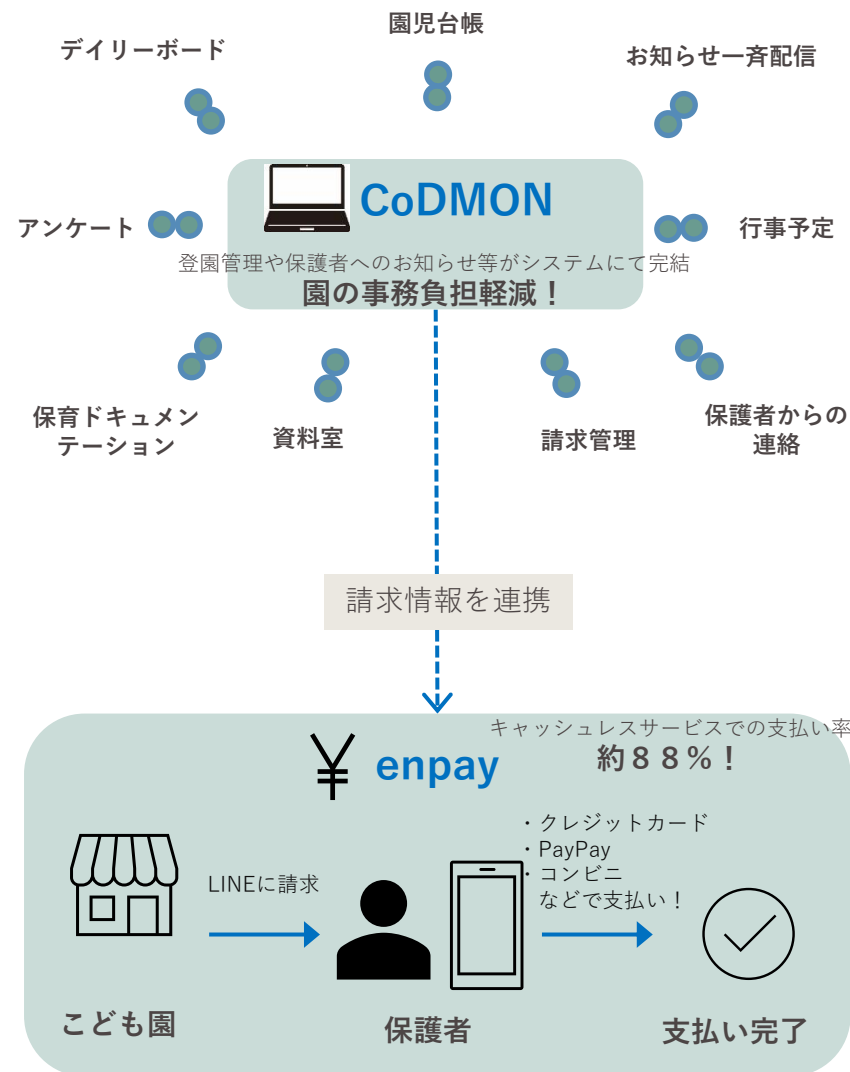 園児台帳
デイリーボード
お知らせ一斉配信
CoDMON
アンケート
行事予定
登園管理や保護者へのお知らせ等がシステムにて完結
園の事務負担軽減！
保育ドキュメン
テーション
資料室
請求管理
保護者からの
連絡
請求情報を連携
キャッシュレスサービスでの支払い率
約８８％！
¥ enpay
・クレジットカード
・PayPay
・コンビニ
などで支払い！
LINEに請求
こども園
保護者
支払い完了